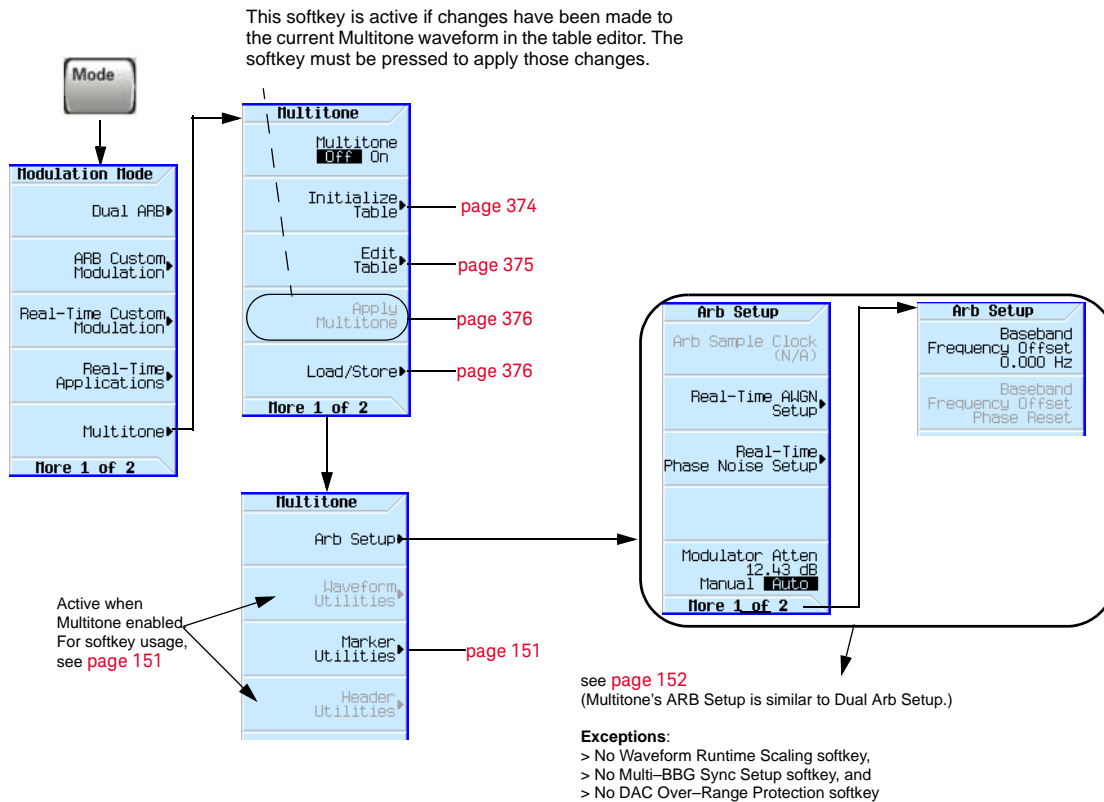 This softkey is active if changes have been made to
the current Multitone waveform in the table editor. The
softkey must be pressed to apply those changes.
Mode
Modulation Mode
Dual ARB
ARB Custom
Modulation
Real-Time Custom
Modulation
Real-Time
Applications
Multitone
More 1 of 2
Multitone
Multitone
Off On
Initialize
Table
page 374
Edit
Table
page 375
Apply
Multitone
page 376
Load/Store
page 376
More 1 of 2
Multitone
Arb Setup
Waveform
Utilities
Marker
Utilities
page 151
Header
Utilities
Active when
Multitone enabled.
For softkey usage,
see page 151
Arb Setup
Arb Sample Clock
(N/A)
Real-Time AWGN
Setup
Real-Time
Phase Noise Setup
Modulator Atten
12.43 dB
Manual Auto
More 1 of 2
Arb Setup
Baseband
Frequency Offset
0.000 Hz
Baseband
Frequency Offset
Phase Reset
see page 152
(Multitone's ARB Setup is similar to Dual Arb Setup.)
Exceptions:
> No Waveform Runtime Scaling softkey,
> No Multi–BBG Sync Setup softkey, and
> No DAC Over–Range Protection softkey